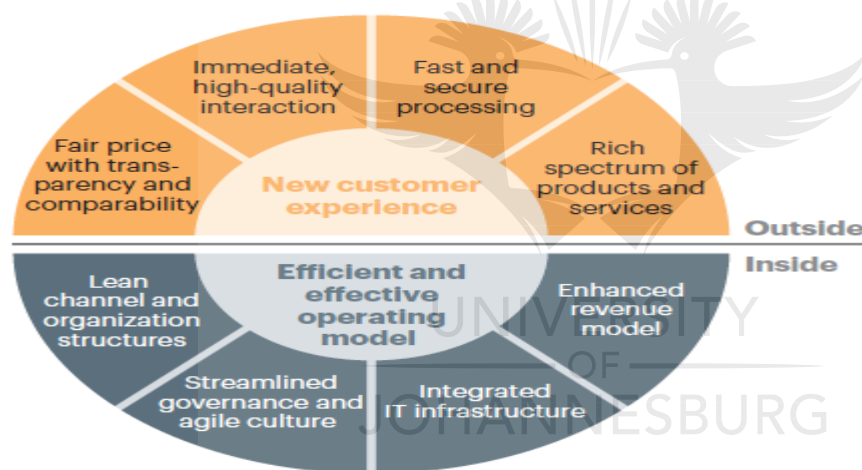 Immediate,
high-quality
interaction
Fast and
secure
processing
Fair price
with trans-
parency and
comparability
New customer
experience
Rich
spectrum of
products and
services
Outside
Inside
Lean
channel and
organization
structures
Efficient and
effective
operating
model
Enhanced
revenue
model
Streamlined
governance and
agile culture
Integrated
IT infrastructure
UNIVERSITY
OF
JOHANNESBURG